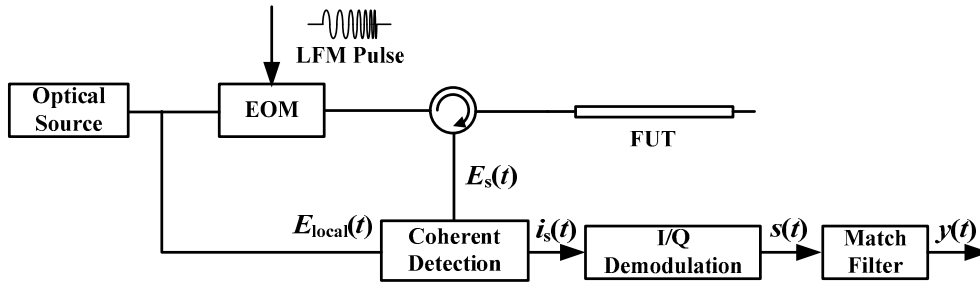 LFM Pulse
Optical
Source
EOM
FUT
Es(t)
Elocal(t)
Coherent
Detection
is(t)
I/Q
Demodulation
s(t)
Match
Filter
y(t)